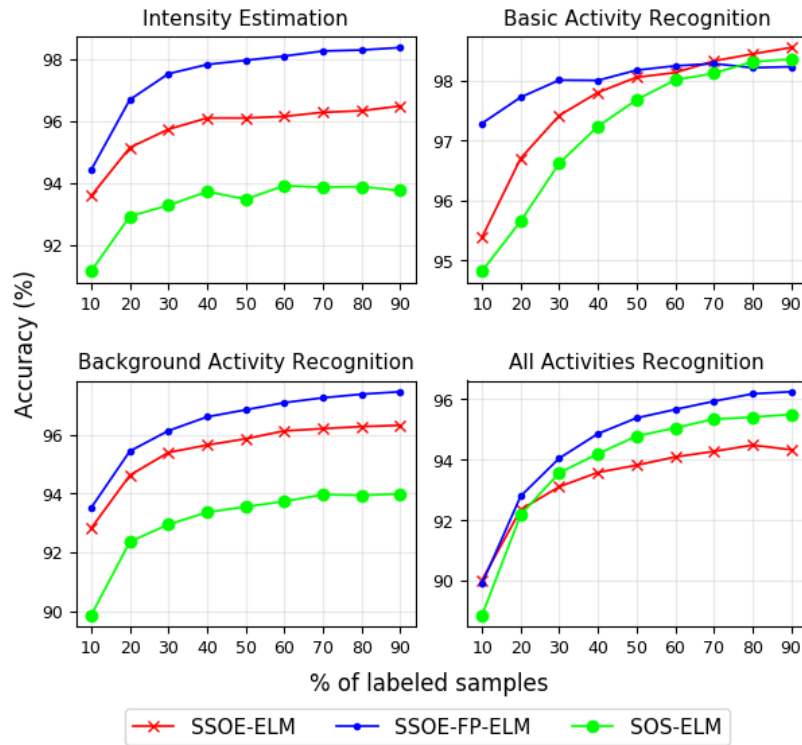 Intensity Estimation
98
96
94
92
10 20 30 40 50 60 70 80 90
Basic Activity Recognition
98
97
96
95
10 20 30 40 50 60 70 80 90
Accuracy (%)
Background Activity Recognition
96
94
92
90
10 20 30 40 50 60 70 80 90
All Activities Recognition
96
94
92
90
10 20 30 40 50 60 70 80 90
% of labeled samples
SSOE-ELM SSOE-FP-ELM SOS-ELM